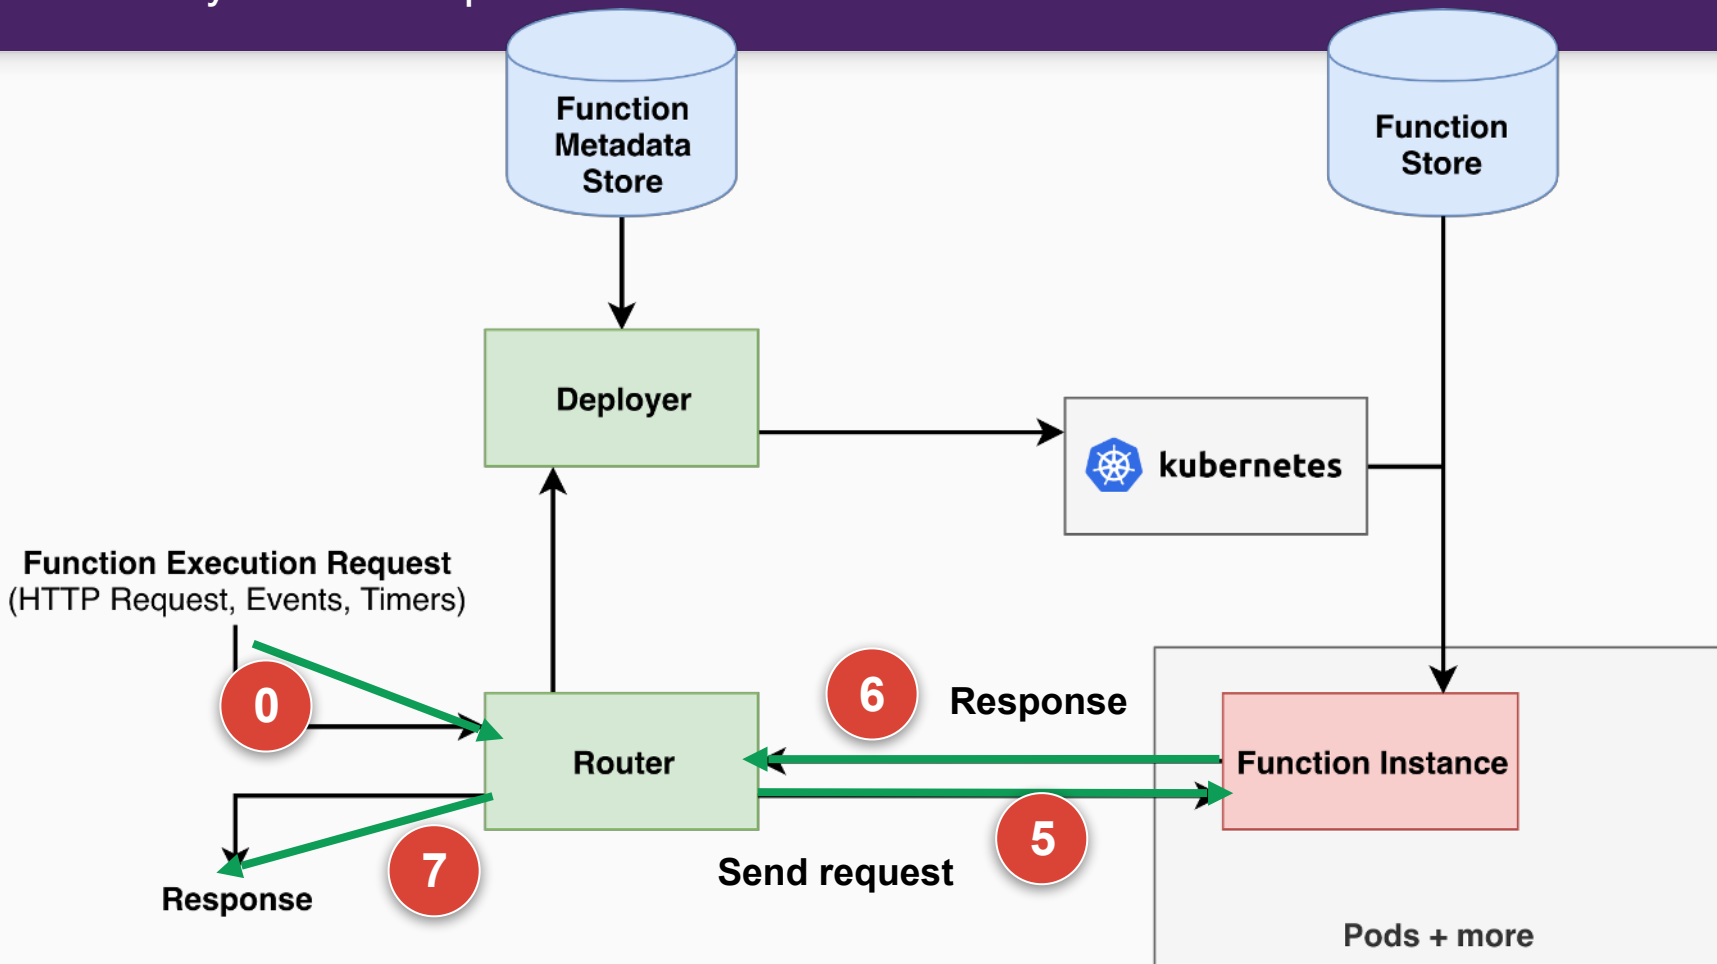 Function
Metadata
Store
Function
Store
Deployer
kubernetes
Function Execution Request
(HTTP Request, Events, Timers)
0
6
Response
Router
Function Instance
5
7
Send request
Response
Pods + more